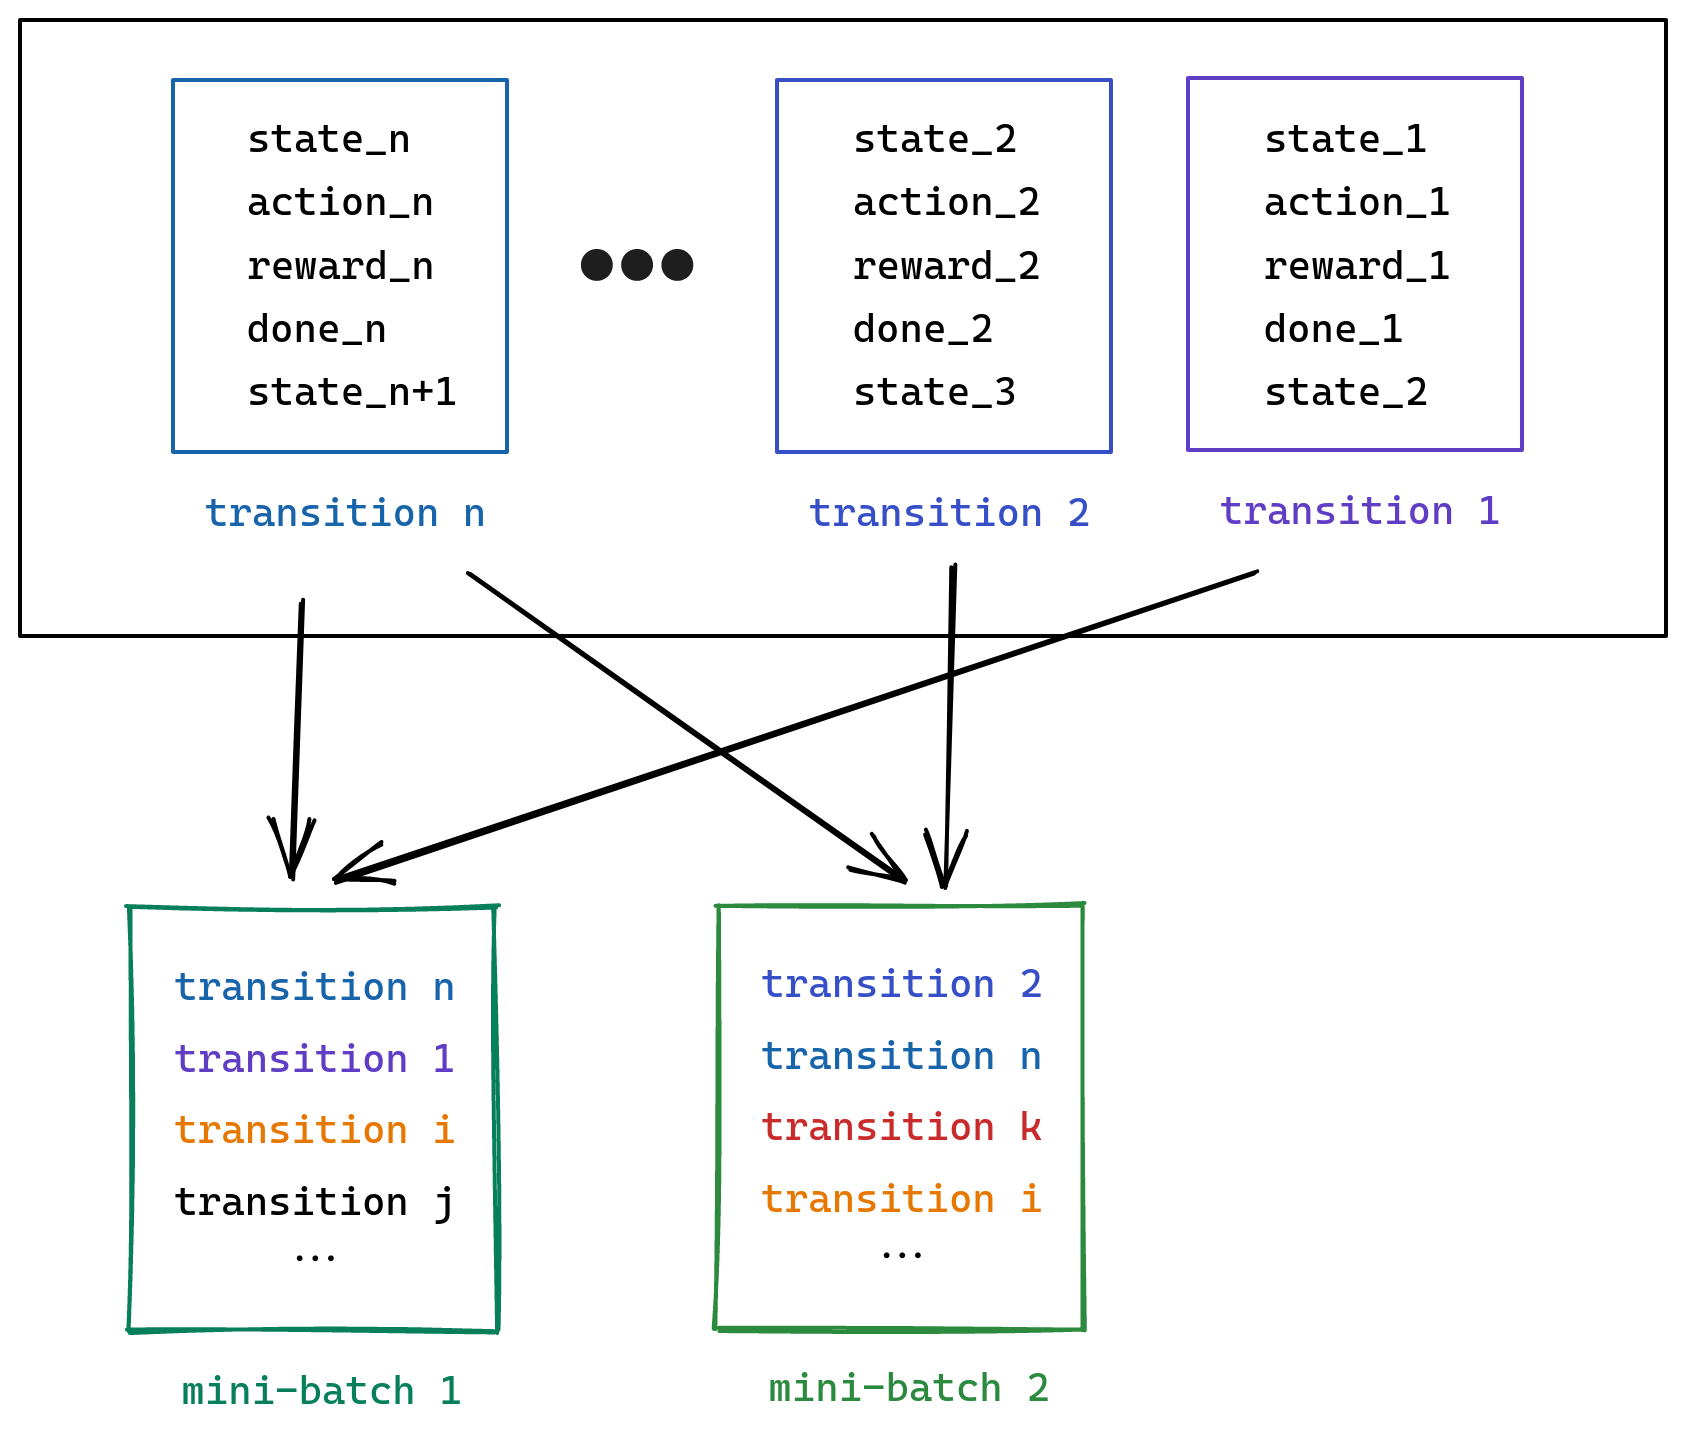 state_n
action_n
reward_n
done_n
state_n+1
transition n
state_2
action_2
reward_2
done_2
state_3
transition 2
state_1
action_1
reward_1
done_1
state_2
transition 1
transition n
transition 1
transition i
transition j
...
mini-batch 1
transition 2
transition n
transition k
transition i
...
mini-batch 2